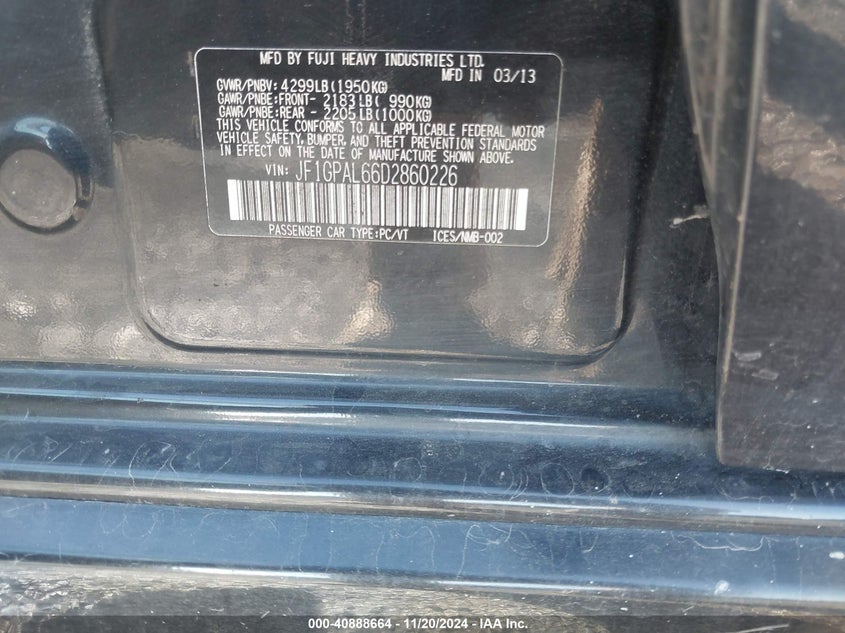 MFD BY FUJI HEAVY INDUSTRIES LTD.
MFD IN 03/13
GVWR/PNBV: 4299LB(1950KG)
GAWR/PNBE:FRONT- 2183LB( 990KG)
GAWR/PNBE:REAR - 2205LB(1000KG)
THIS VEHICLE CONFORMS TO ALL APPLICABLE FEDERAL MOTOR
VEHICLE SAFETY, BUMPER, AND THEFT PREVENTION STANDARDS
IN EFFECT ON THE DATE OF MANUFACTURE SHOWN ABOVE.
VIN: JF1GPAL66D2860226
PASSENGER CAR TYPE:PC/VT ICES/NMB-002
000-40888664 - 11/20/2024 - IAA Inc.